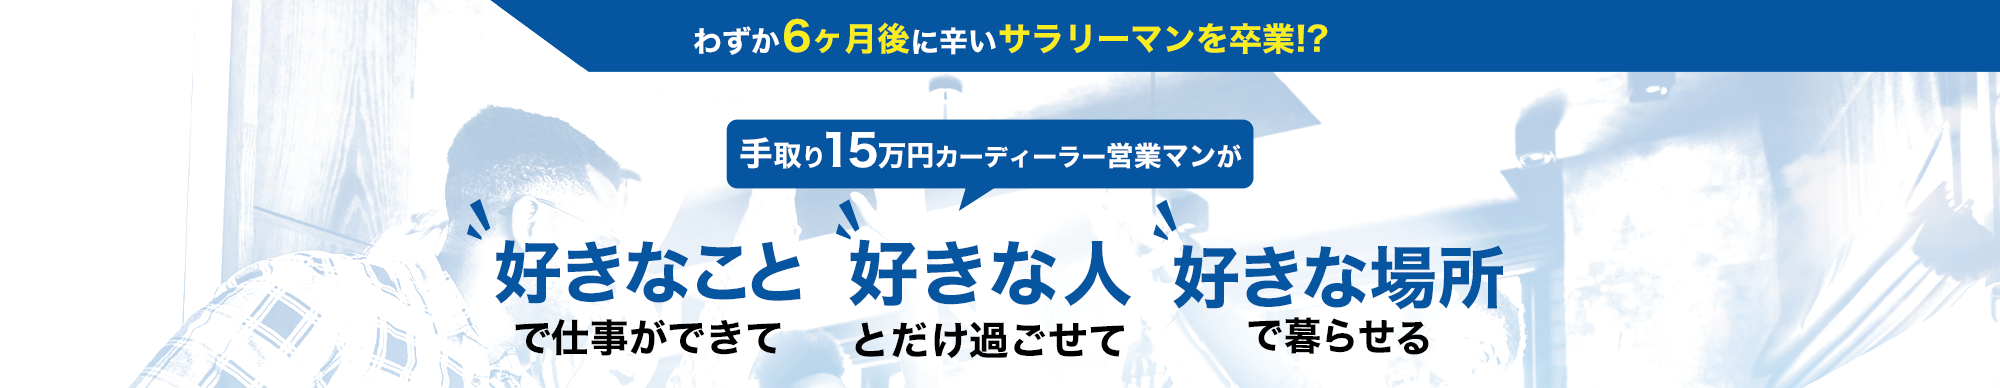 わずか6ヶ月後に辛いサラリーマンを卒業!?
手取り15万円カーディーラー営業マンが
好きなこと 好きな人 好きな場所
で仕事ができて とだけ過ごせて で暮らせる